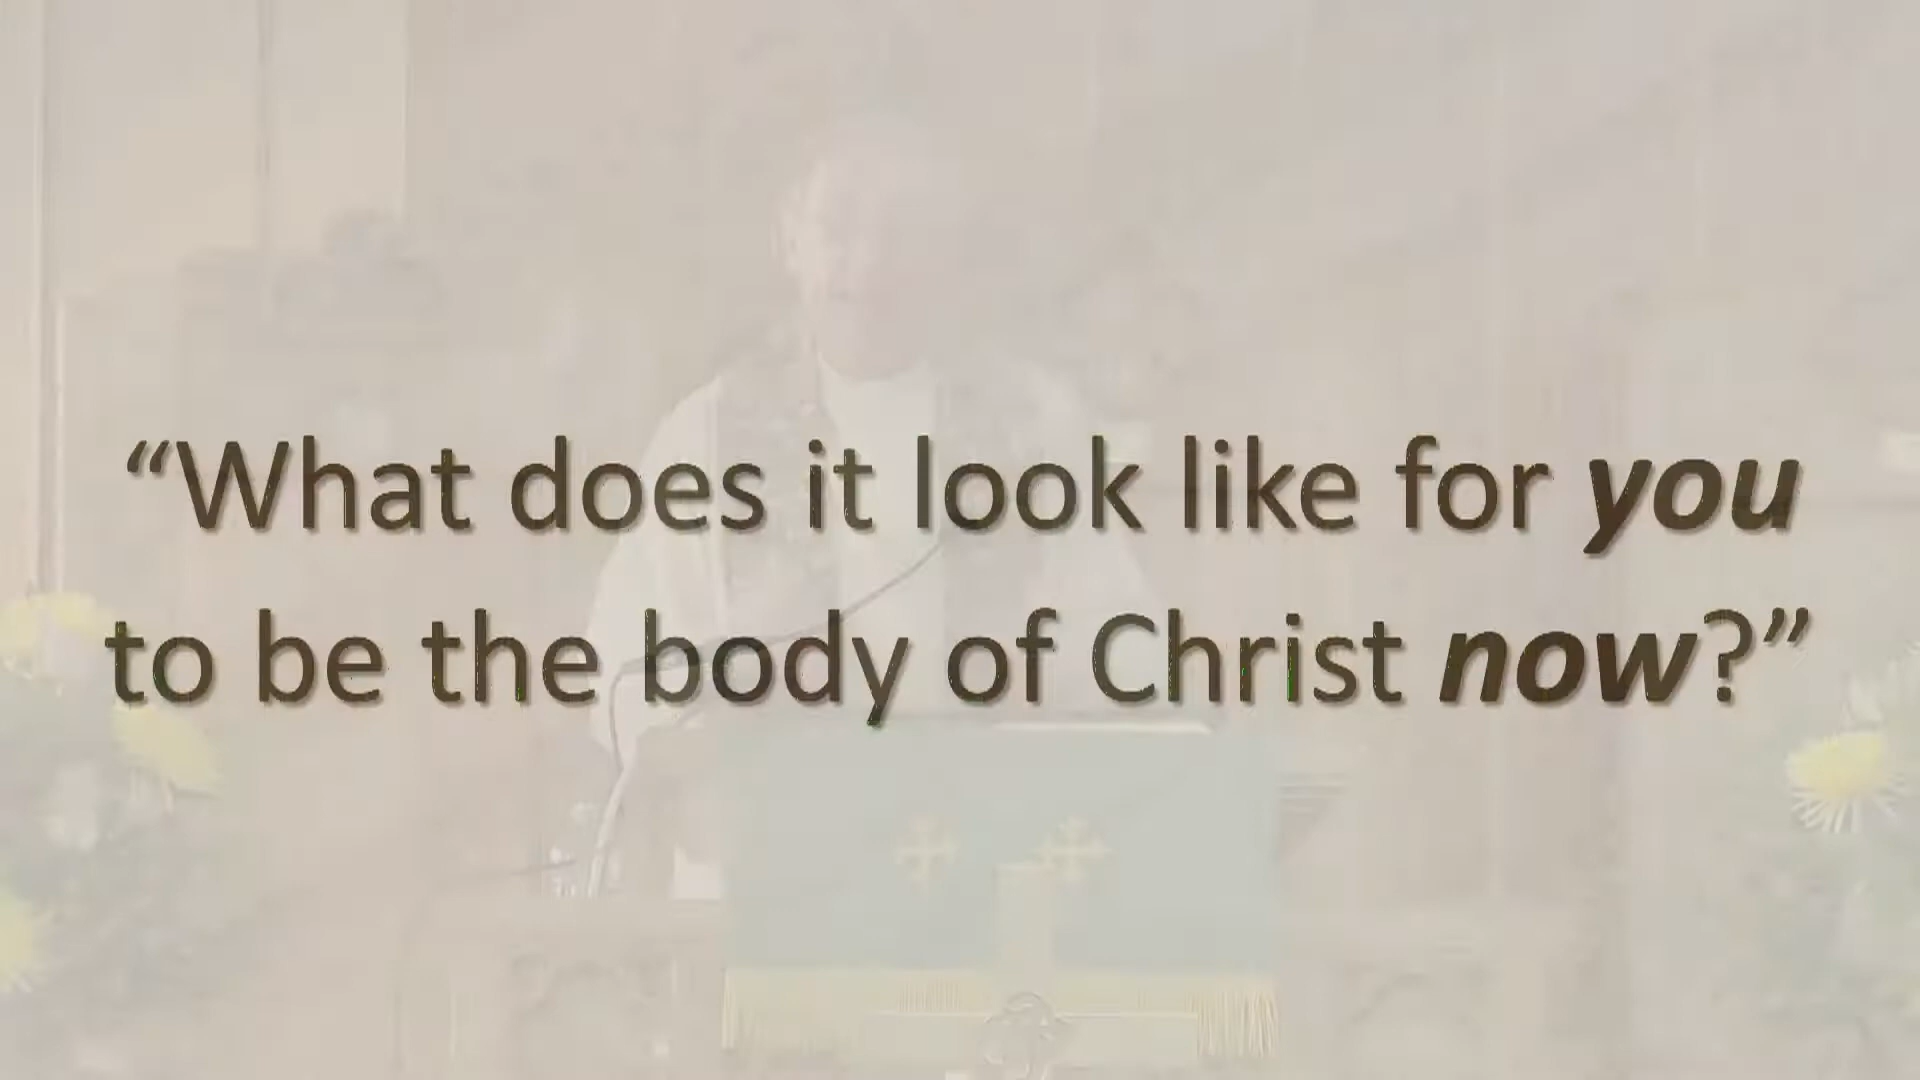 “What does it look like for you
to be the body of Christ now?”